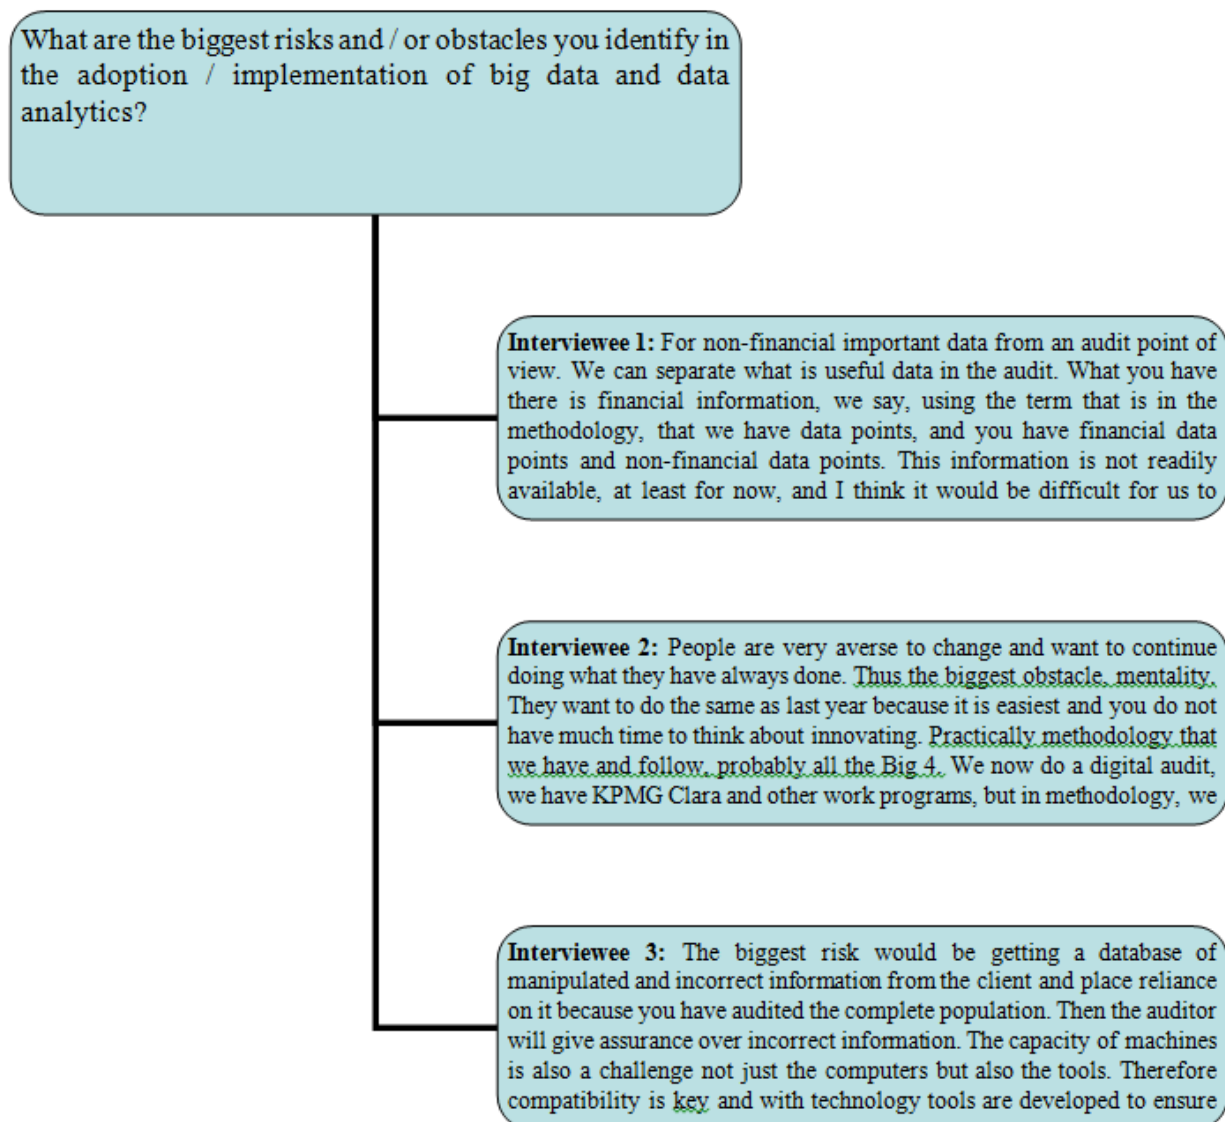 What are the biggest risks and / or obstacles you identify in
the adoption / implementation of big data and data
analytics?
Interviewee 1: For non-financial important data from an audit point of
view. We can separate what is useful data in the audit. What you have
there is financial information, we say, using the term that is in the
methodology, that we have data points, and you have financial data
points and non-financial data points. This information is not readily
available, at least for now, and I think it would be difficult for us to
Interviewee 2: People are very averse to change and want to continue
doing what they have always done. Thus the biggest obstacle, mentality.
They want to do the same as last year because it is easiest and you do not
have much time to think about innovating. Practically methodology that
we have and follow, probably all the Big 4. We now do a digital audit,
we have KPMG Clara and other work programs, but in methodology, we
Interviewee 3: The biggest risk would be getting a database of
manipulated and incorrect information from the client and place reliance
on it because you have audited the complete population. Then the auditor
will give assurance over incorrect information. The capacity of machines
is also a challenge not just the computers but also the tools. Therefore
compatibility is key and with technology tools are developed to ensure